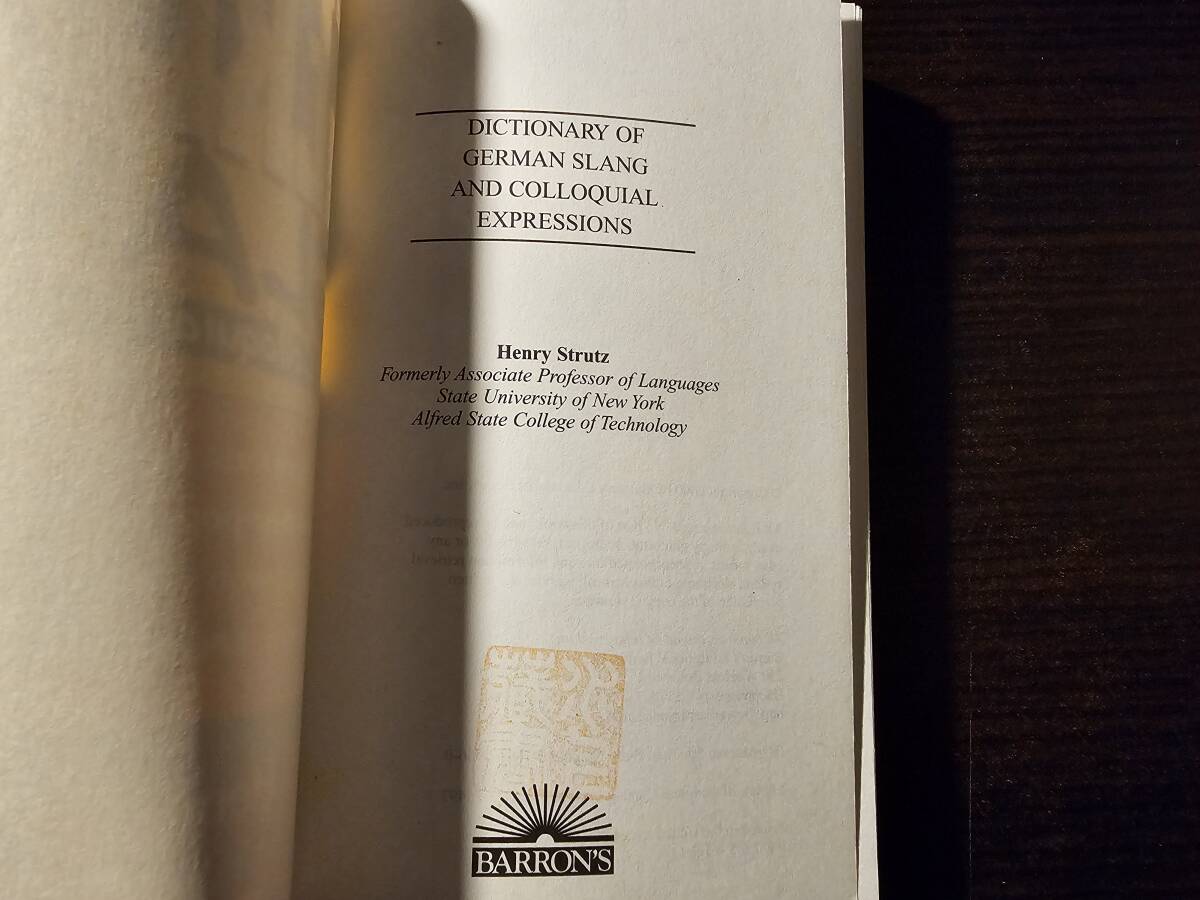 DICTIONARY OF
GERMAN SLANG
AND COLLOQUIAL
EXPRESSIONS
Henry Strutz
Formerly Associate Professor of Languages
State University of New York
Alfred State College of Technology
BARRON'S